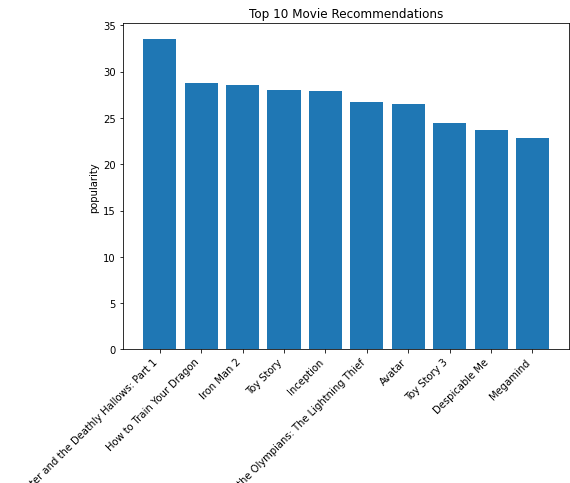 Top 10 Movie Recommendations
popularity
35
30
25
20
15
10
5
0
ter and the Deathly Hallows: Part 1
How to Train Your Dragon
Iron Man 2
Toy Story
Inception
the Olympians: The Lightning Thief
Avatar
Toy Story 3
Despicable Me
Megamind